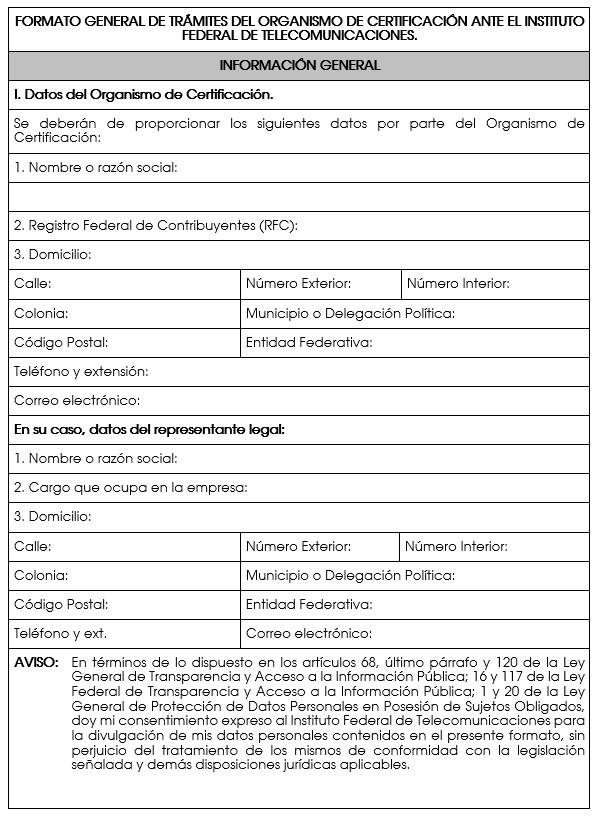 FORMATO GENERAL DE TRÁMITES DEL ORGANISMO DE CERTIFICACIÓN ANTE EL INSTITUTO
FEDERAL DE TELECOMUNICACIONES.
INFORMACIÓN GENERAL
I. Datos del Organismo de Certificación.
Se deberán de proporcionar los siguientes datos por parte del Organismo de
Certificación:
1. Nombre o razón social:
2. Registro Federal de Contribuyentes (RFC):
3. Domicilio:
Calle: Número Exterior: Número Interior:
Colonia: Municipio o Delegación Política:
Código Postal: Entidad Federativa:
Teléfono y extensión:
Correo electrónico:
En su caso, datos del representante legal:
1. Nombre o razón social:
2. Cargo que ocupa en la empresa:
3. Domicilio:
Calle: Número Exterior: Número Interior:
Colonia: Municipio o Delegación Política:
Código Postal: Entidad Federativa:
Teléfono y ext. Correo electrónico:
AVISO: En términos de lo dispuesto en los artículos 68, último párrafo y 120 de la Ley
General de Transparencia y Acceso a la Información Pública; 16 y 117 de la Ley
Federal de Transparencia y Acceso a la Información Pública; 1 y 20 de la Ley
General de Protección de Datos Personales en Posesión de Sujetos Obligados,
doy mi consentimiento expreso al Instituto Federal de Telecomunicaciones para
la divulgación de mis datos personales contenidos en el presente formato, sin
perjuicio del tratamiento de los mismos de conformidad con la legislación
señalada y demás disposiciones jurídicas aplicables.